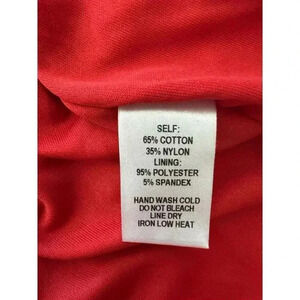 SELF:
65% COTTON
35% NYLON
LINING:
95% POLYESTER
5% SPANDEX
HAND WASH COLD
DO NOT BLEACH
LINE DRY
IRON LOW HEAT